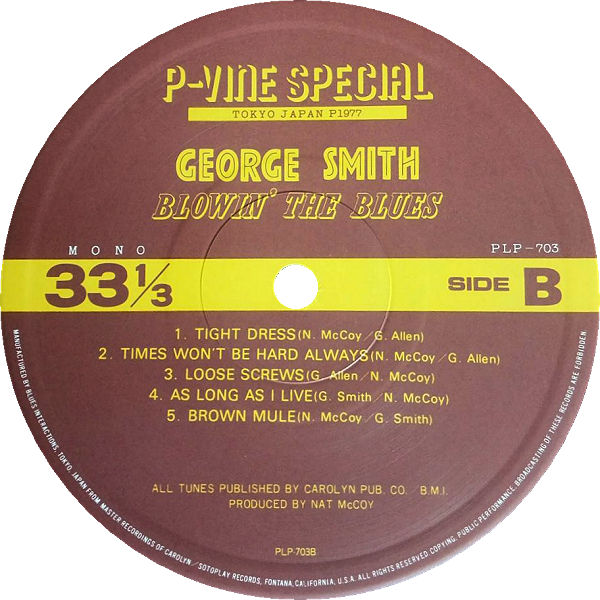 P-VINE SPECIAL
TOKYO JAPAN P1977
GEORGE SMITH
BLOWIN' THE BLUES
MONO
PLP-703
33 1/3
SIDE B
1. TIGHT DRESS(N. McCOY / G. Allen)
2. TIMES WON'T BE HARD ALWAYS(N. McCoy / G. Allen)
3. LOOSE SCREWS(G. Allen / N. McCoy)
4. AS LONG AS I LIVE(G. Smith / N. McCoy)
5. BROWN MULE(N. McCoy / G. Smith)
ALL TUNES PUBLISHED BY CAROLYN PUB. CO. / B.M.I.
PRODUCED BY NAT McCOY
PLP-703B
MANUFACTURED BY BLUES INTERACTIONS, TOKYO, JAPAN FROM MASTER RECORDINGS OF CAROLYN / SOTOPLAY RECORDS, FONTANA, CALIFORNIA, U.S.A. ALL RIGHTS RESERVED. UNAUTHORIZED COPYING, PUBLIC PERFORMANCE, BROADCASTING OF THESE RECORDS ARE FORBIDDEN.